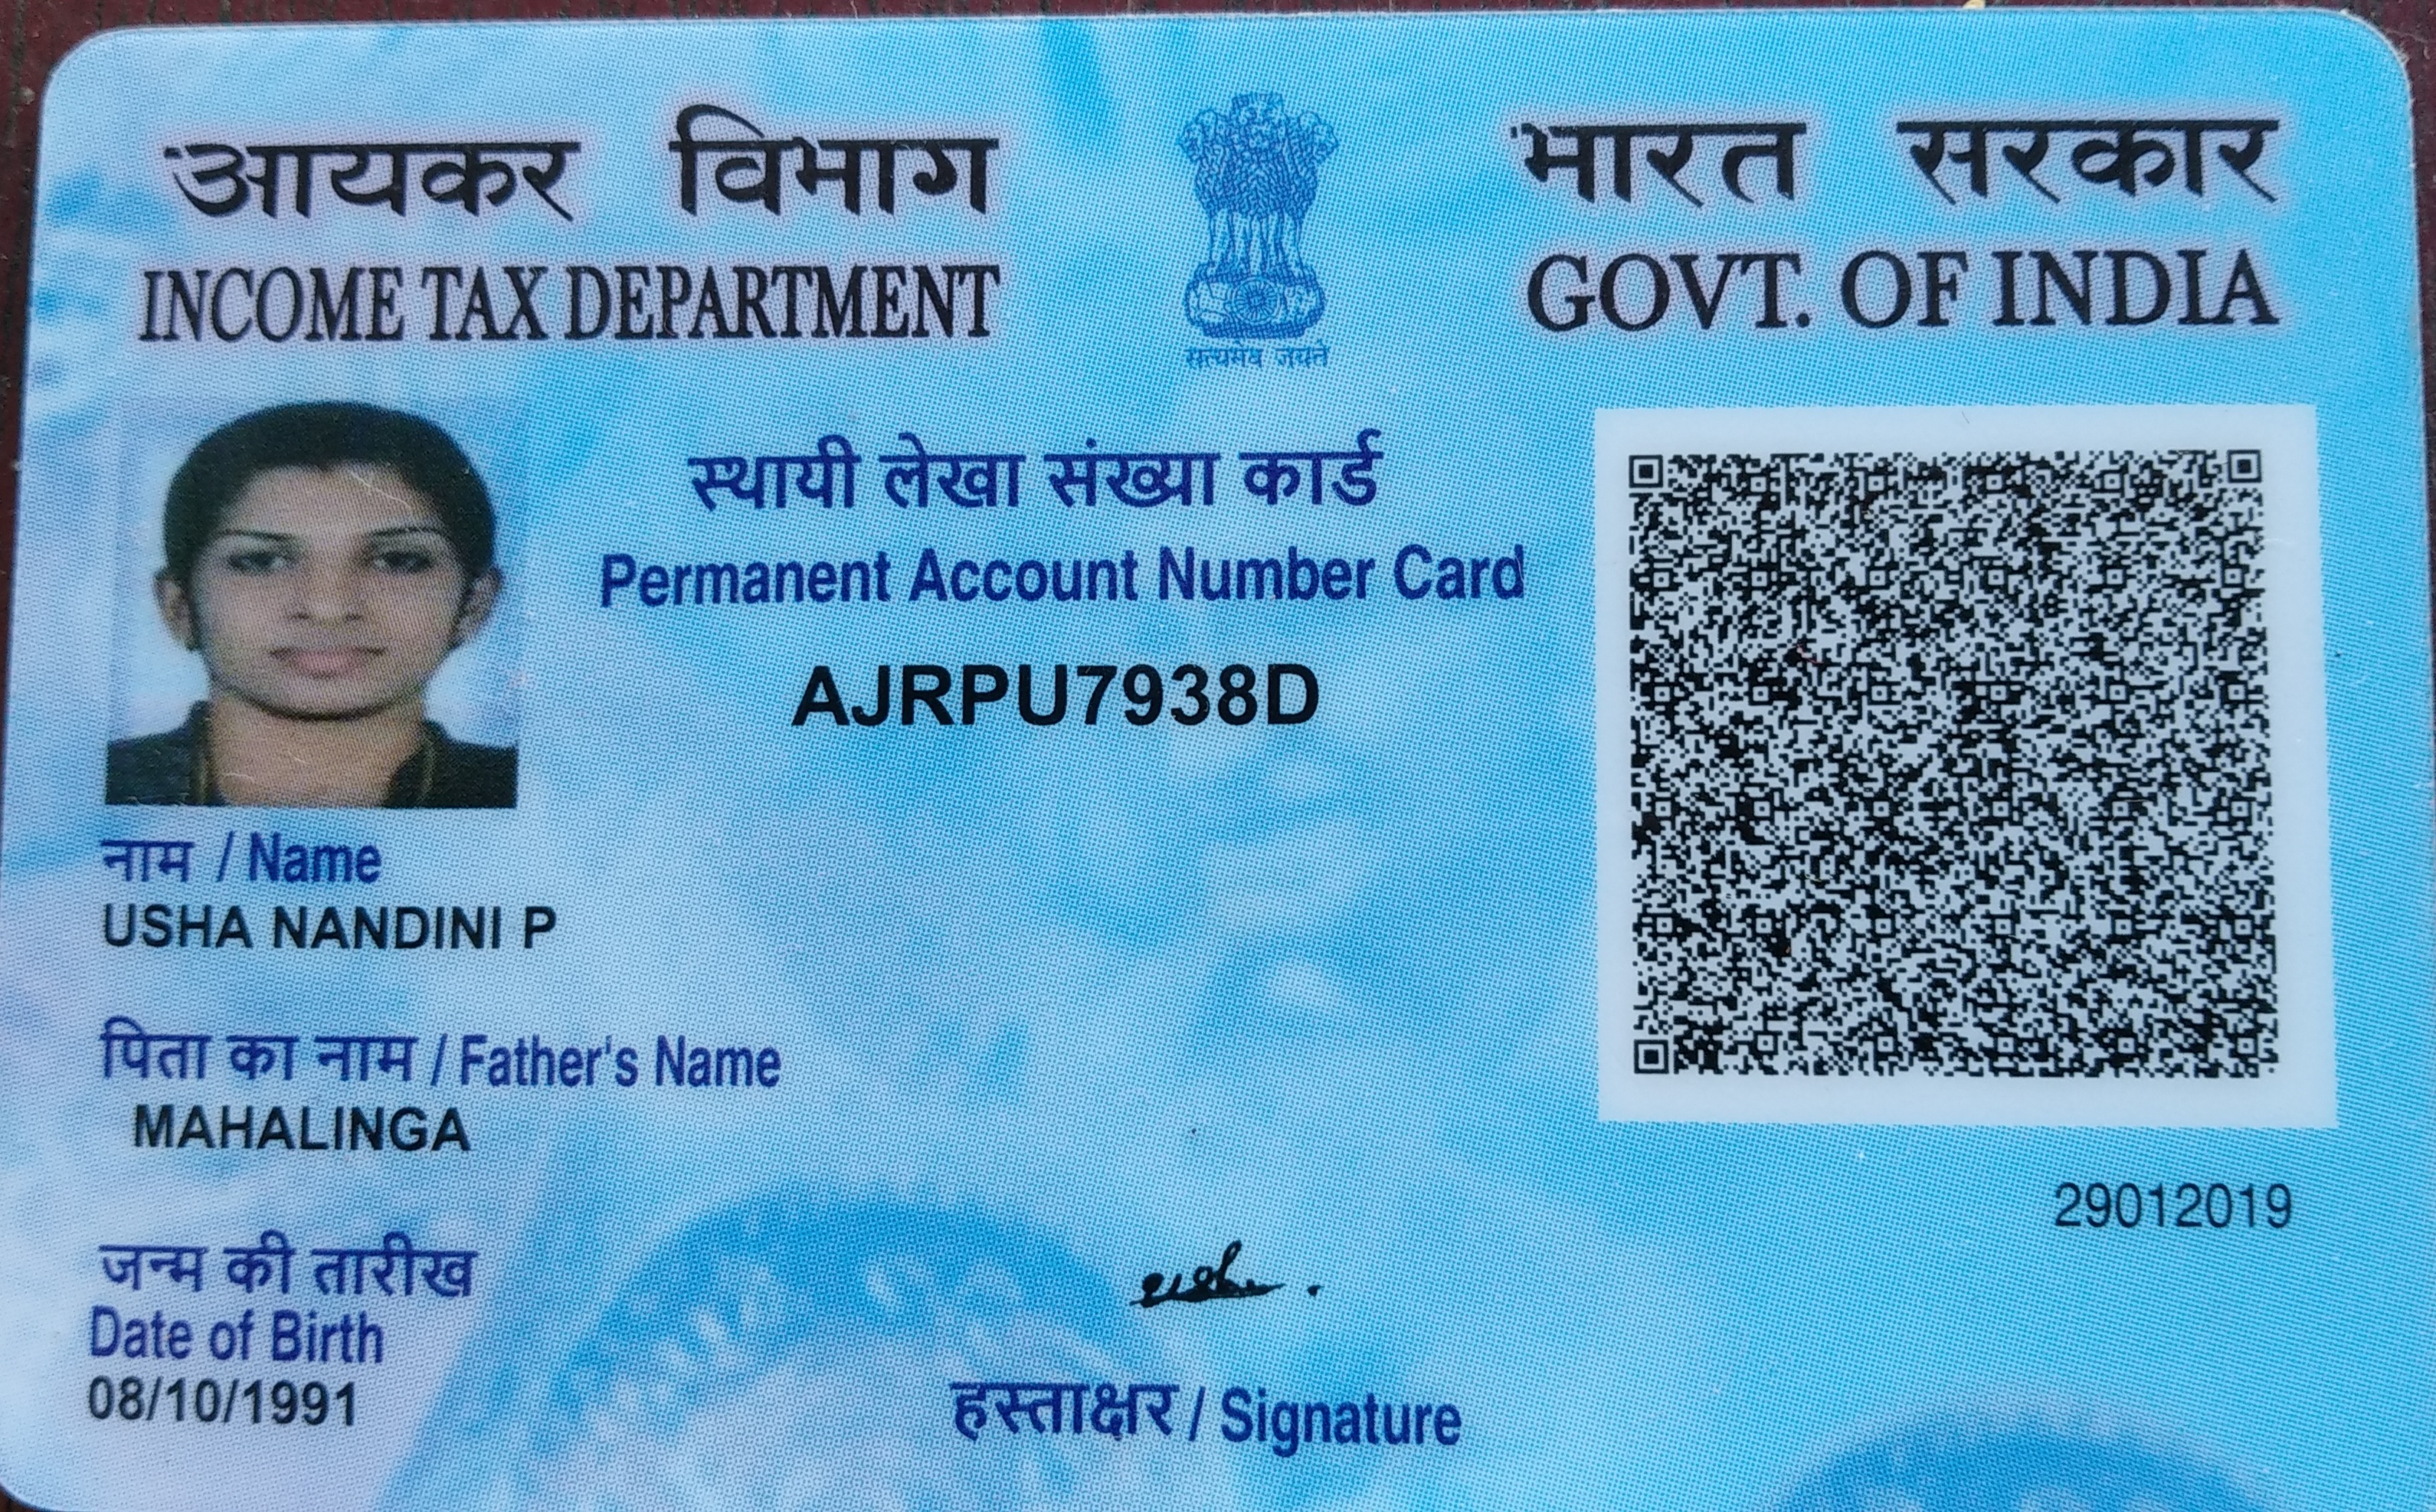 आयकर विभाग
INCOME TAX DEPARTMENT
सत्यमेव जयते
भारत सरकार
GOVT. OF INDIA
स्थायी लेखा संख्या कार्ड
Permanent Account Number Card
AJRPU7938D
नाम / Name
USHA NANDINI P
पिता का नाम / Father's Name
MAHALINGA
29012019
जन्म की तारीख
Date of Birth
08/10/1991
usha.
हस्ताक्षर / Signature